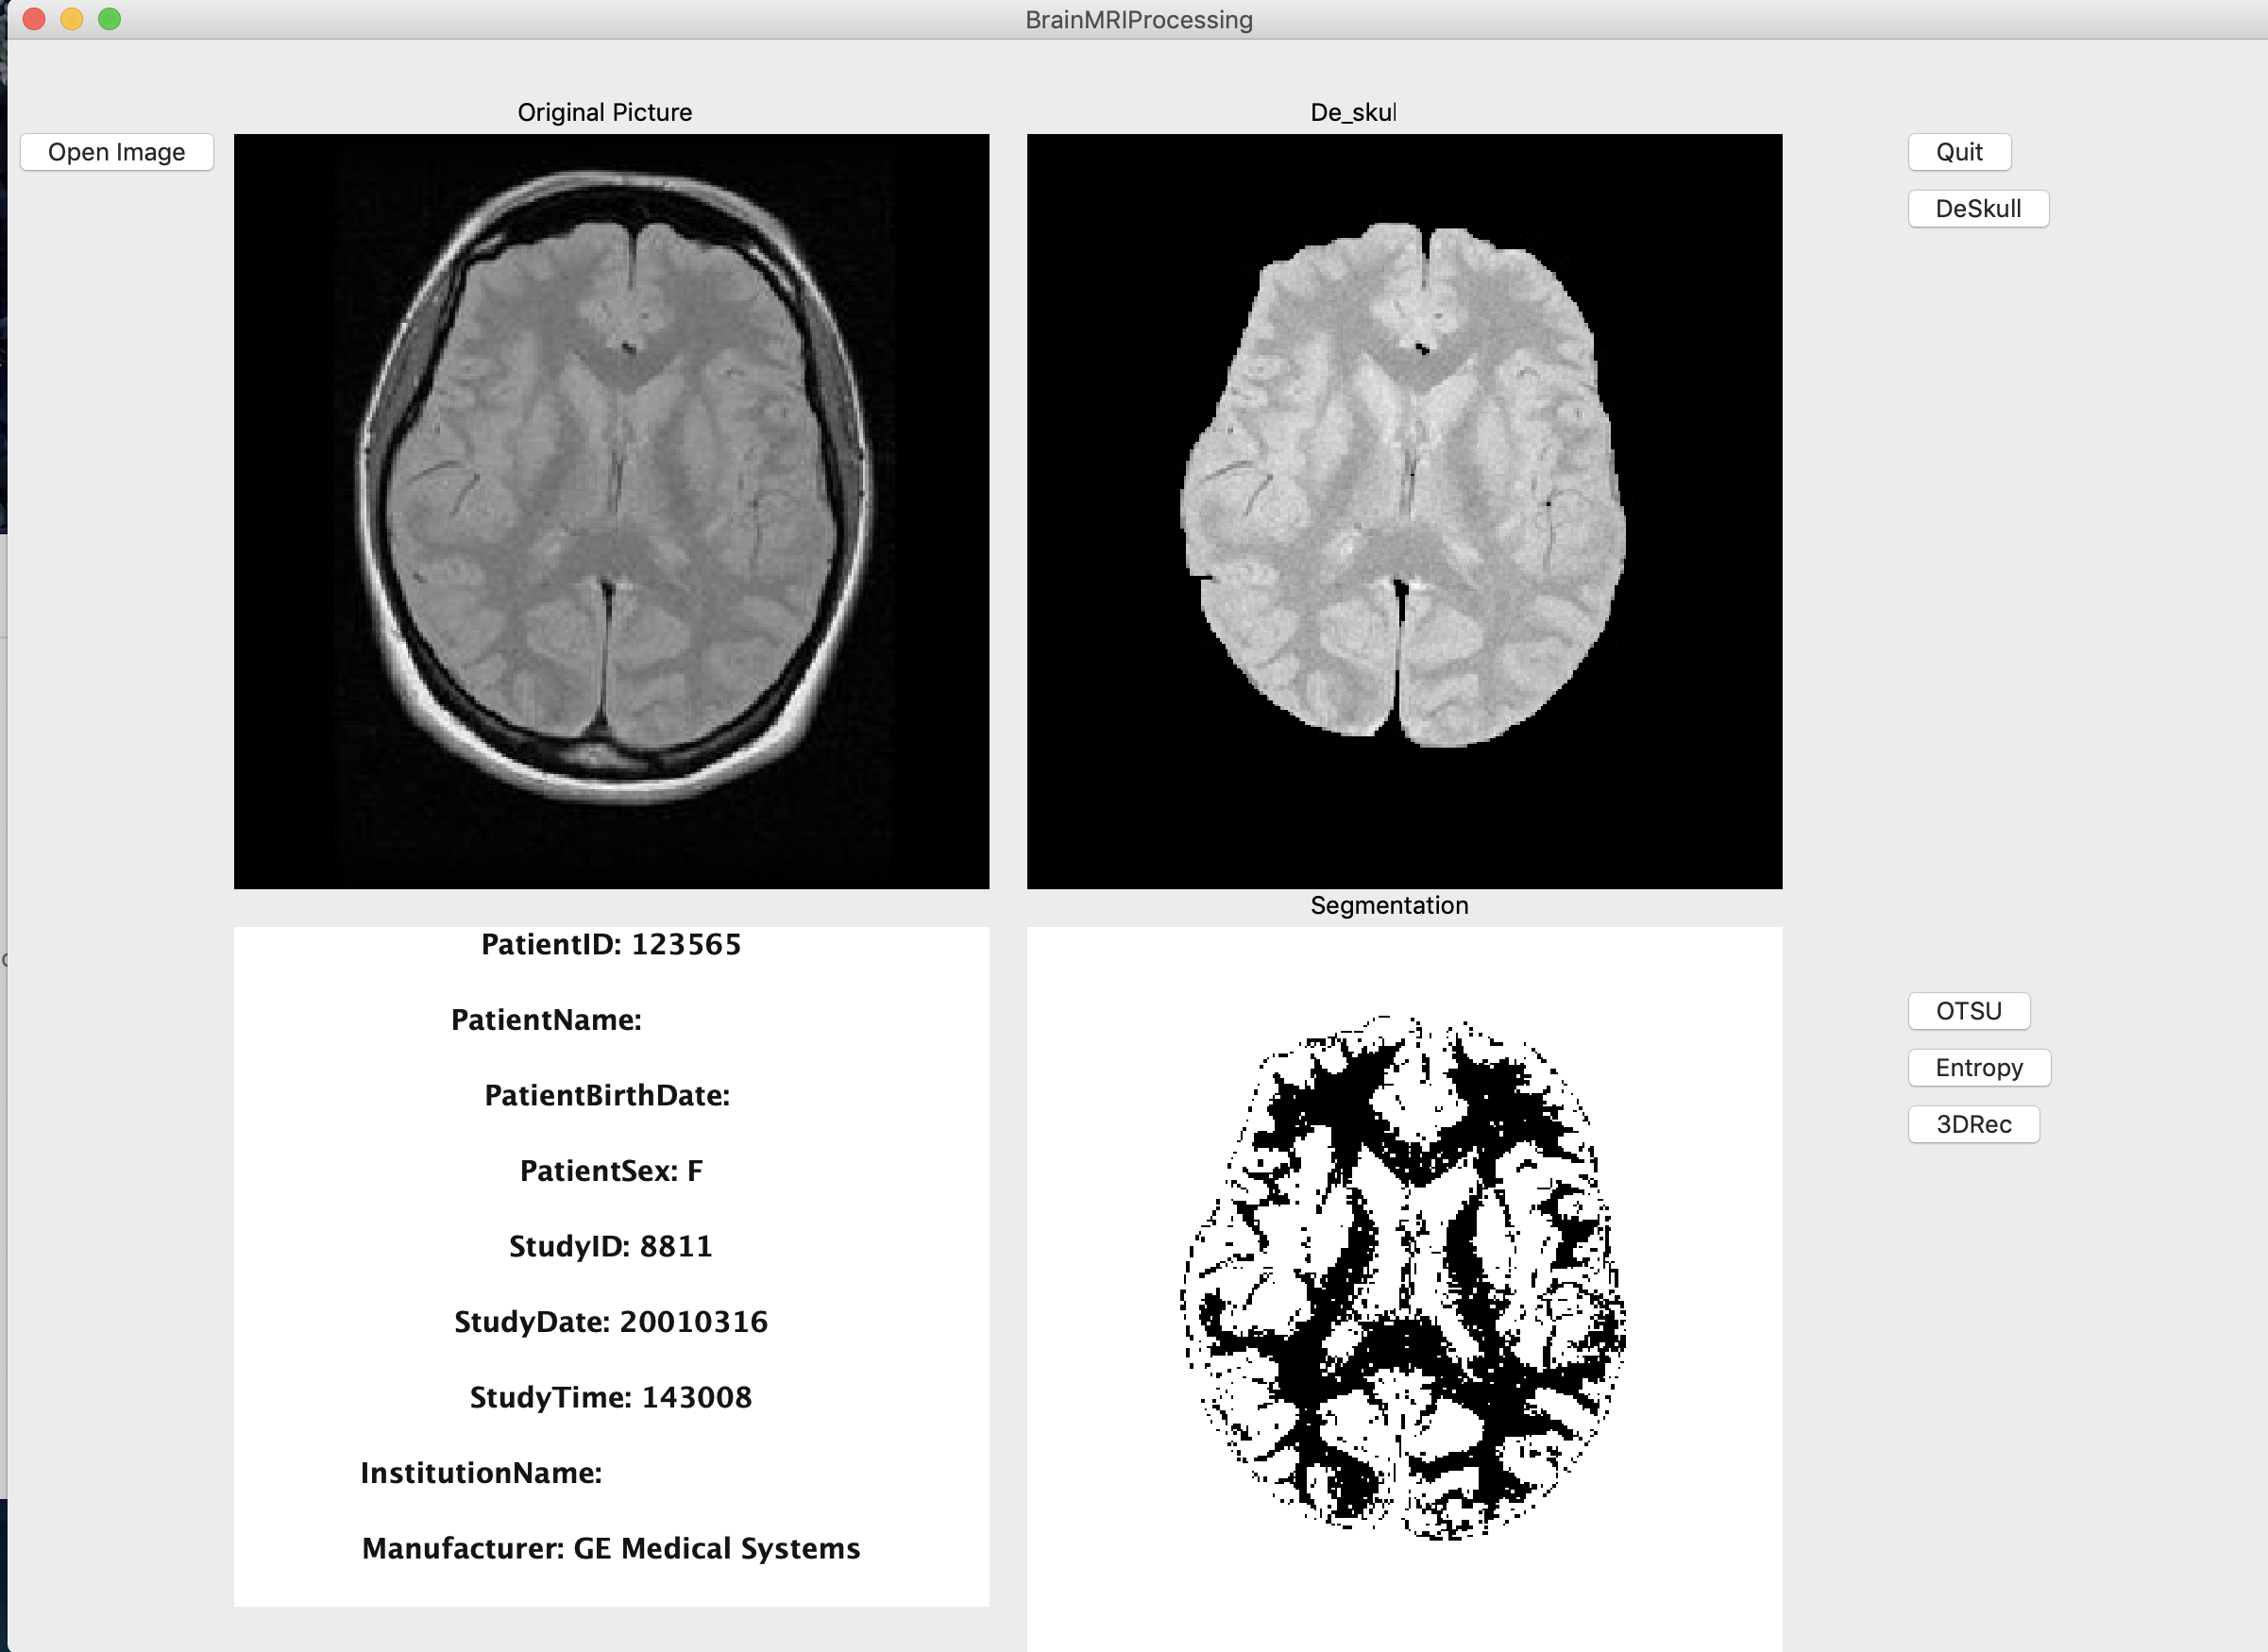 BrainMRIProcessing
Original Picture
De_skul
Open Image
Quit
DeSkull
Segmentation
PatientID: 123565
PatientName:
PatientBirthDate:
PatientSex: F
StudyID: 8811
StudyDate: 20010316
StudyTime: 143008
InstitutionName:
Manufacturer: GE Medical Systems
OTSU
Entropy
3DRec